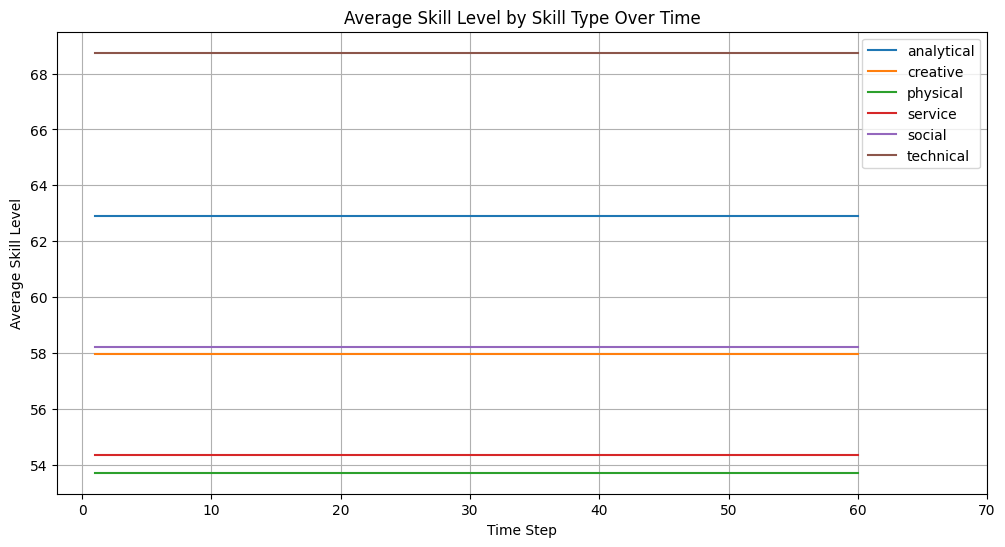 Average Skill Level by Skill Type Over Time
Average Skill Level
68
66
64
62
60
58
56
54
analytical
creative
physical
service
social
technical
0 10 20 30 40 50 60 70
Time Step